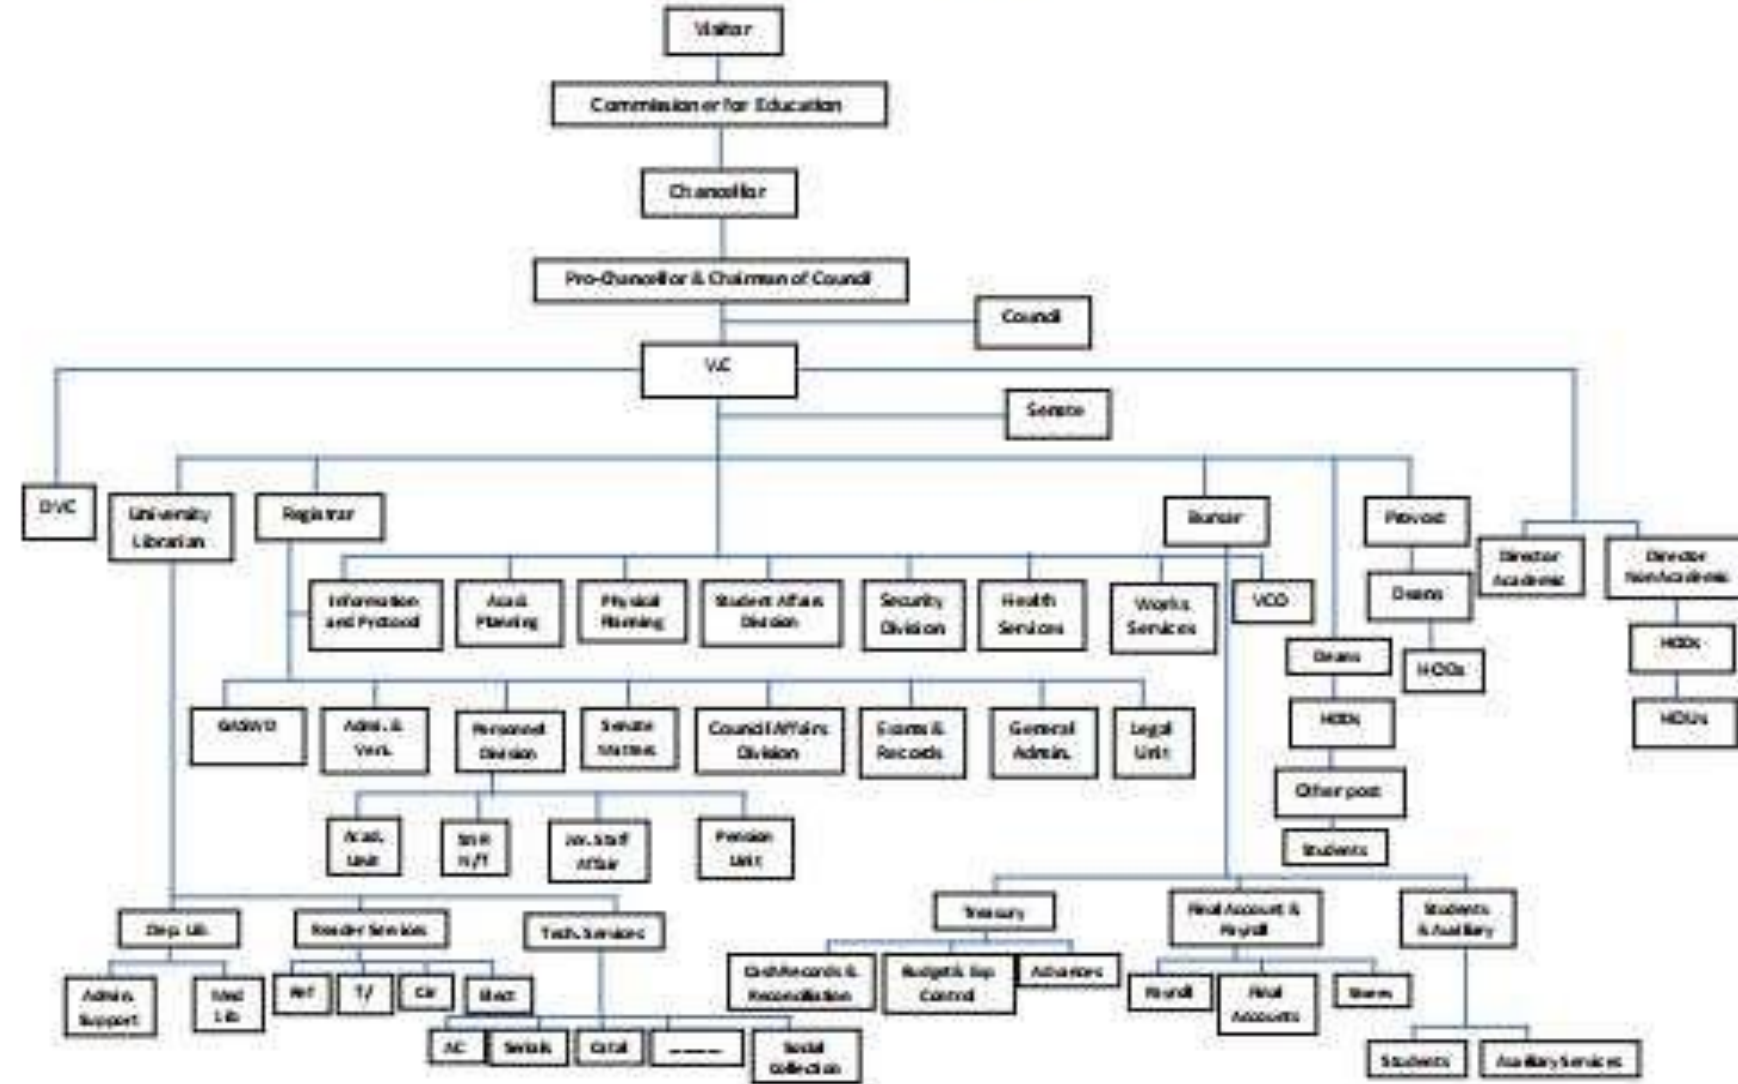 Visitor
Commissioner for Education
Chancellor
Pro-Chancellor & Chairman of Council
Council
V.C
Senate
DVC
University
Librarian
Registrar
Bursar
Provost
Director
Academic
Director
Non Academic
Information
and Protocol
Acad.
Planning
Physical
Planning
Student Affairs
Division
Security
Division
Health
Services
Works
Services
VCO
Deans
HODs
Deans
HODs
HODs
HOUs
Other post
Students
Adm. &
Personnel
Division
Senate
Matters
Council Affairs
Division
Exams &
Records
General
Admin.
Legal
Unit
Acad.
Unit
Snr
N/T
Jnr. Staff
Affair
Pension
Unit
Dep. Lib.
Reader Services
Tech. Services
Treasury
Final Account &
Payroll
Students
& Auxiliary
Admin.
Support
Med
Lib
Ref
T/
Cir
Elect
Cash Records &
Reconciliation
Budget & Exp
Control
Advances
Payroll
Final
Accounts
Stores
AC
Serials
Catal
Collection
Students
Auxiliary Services